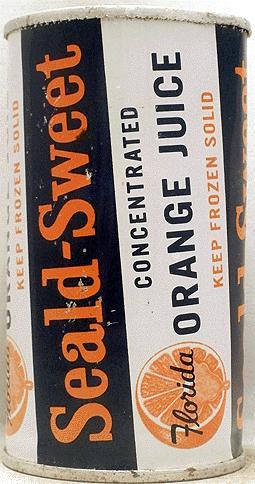 KEEP FROZEN SOLID
Seald-Sweet
CONCENTRATED
ORANGE JUICE
KEEP FROZEN SOLID
Florida